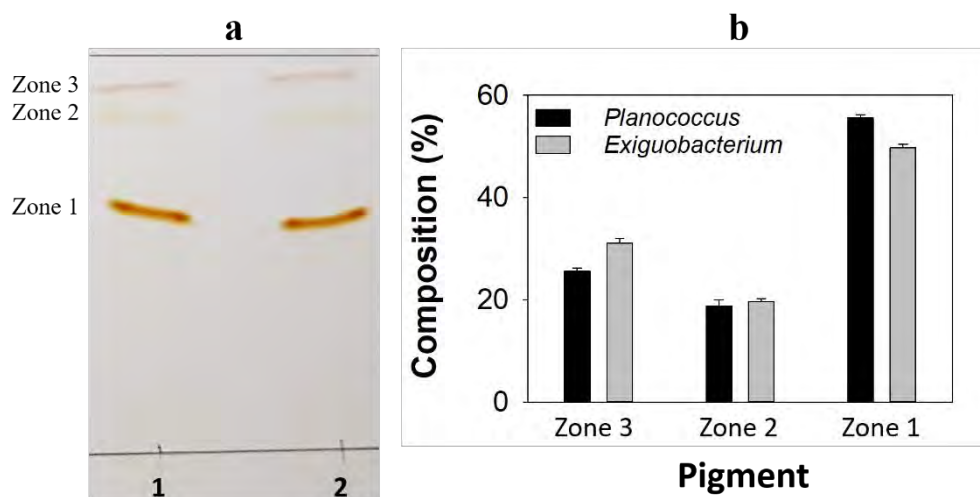 a
Zone 3
Zone 2
Zone 1
1 2
b
Composition (%)
60
40
20
0
Planococcus
Exiguobacterium
Zone 3 Zone 2 Zone 1
Pigment